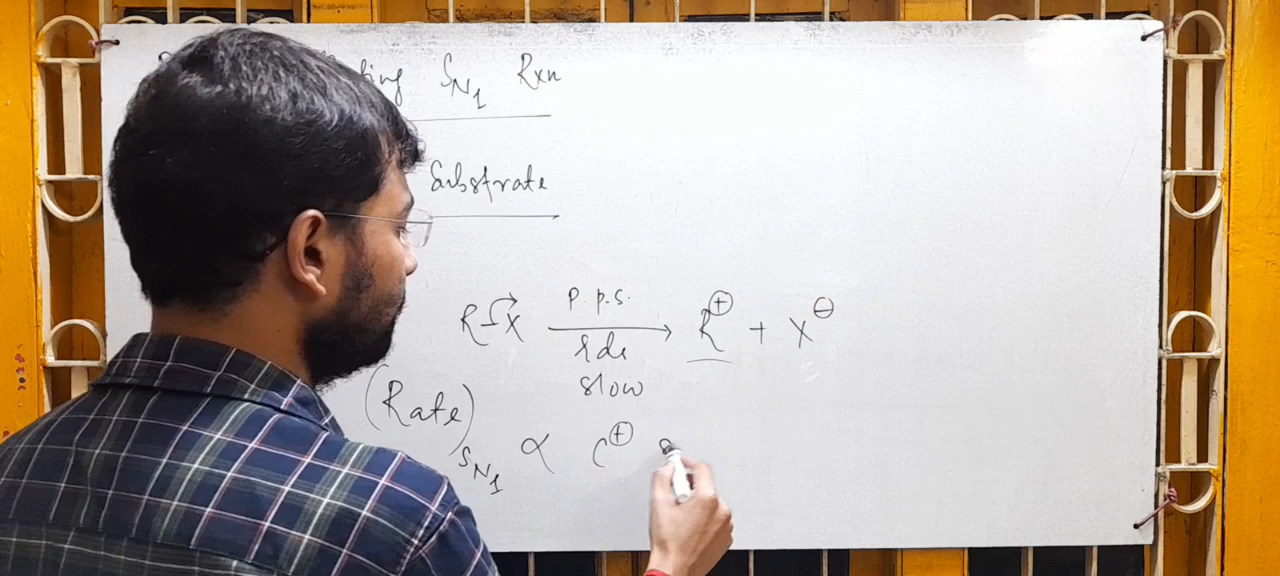 SN1 Rxn
Substrate
R-X P.P.S. rds slow → R⊕ + X⊖
(Rate)SN1 ∝ C⊕